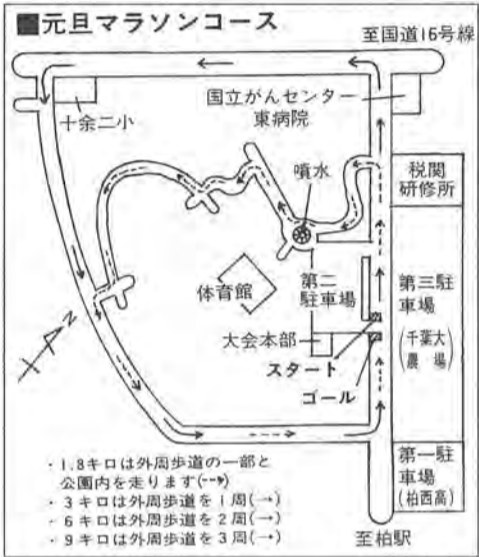 ■元旦マラソンコース
至国道16号線
国立がんセンター
東病院
十余二小
噴水
税関
研修所
体育館
第二
駐車場
第三駐
車場
(千葉大
農場)
大会本部
スタート
ゴール
N
・1.8キロは外周歩道の一部と
公園内を走ります(--→)
・3キロは外周歩道を1周(→)
・6キロは外周歩道を2周(→)
・9キロは外周歩道を3周(→)
第一駐
車場
(柏西高)
至柏駅